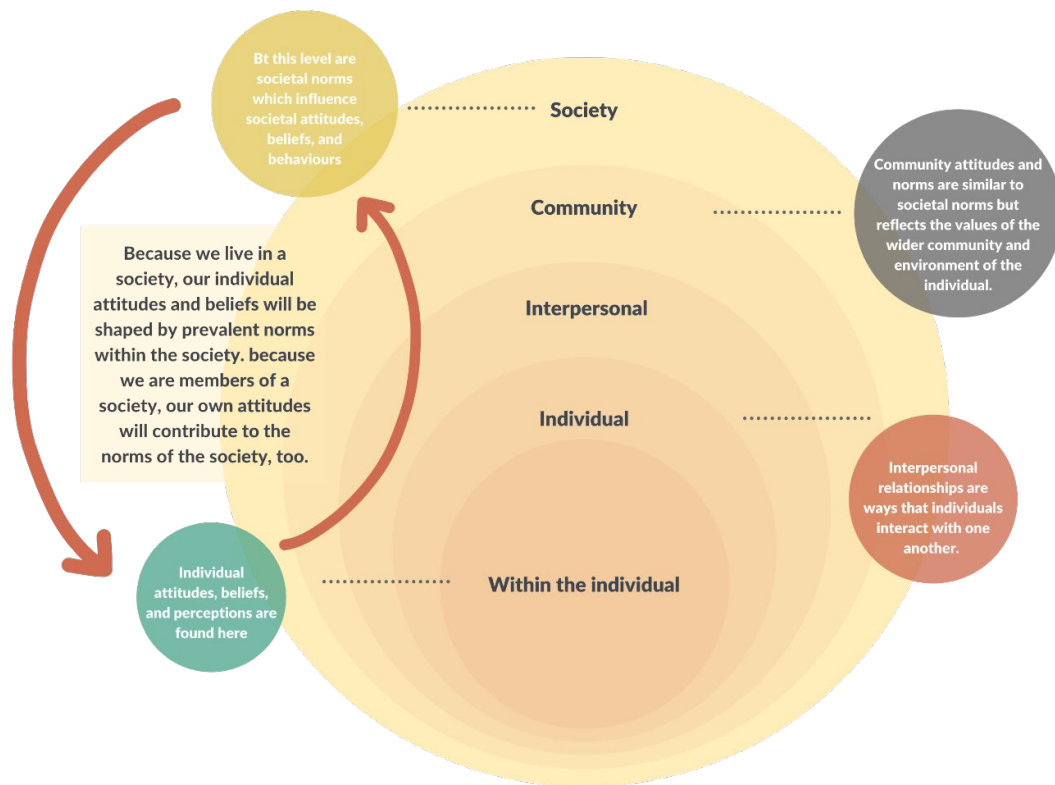 Bt this level are
societal norms
which influence
societal attitudes,
beliefs, and
behaviours
Society
Community attitudes and
norms are similar to
societal norms but
reflects the values of the
wider community and
environment of the
individual.
Community
Because we live in a
society, our individual
attitudes and beliefs will be
shaped by prevalent norms
within the society. because
we are members of a
society, our own attitudes
will contribute to the
norms of the society, too.
Interpersonal
Individual
Interpersonal
relationships are
ways that individuals
interact with one
another.
Individual
attitudes, beliefs,
and perceptions are
found here
Within the individual